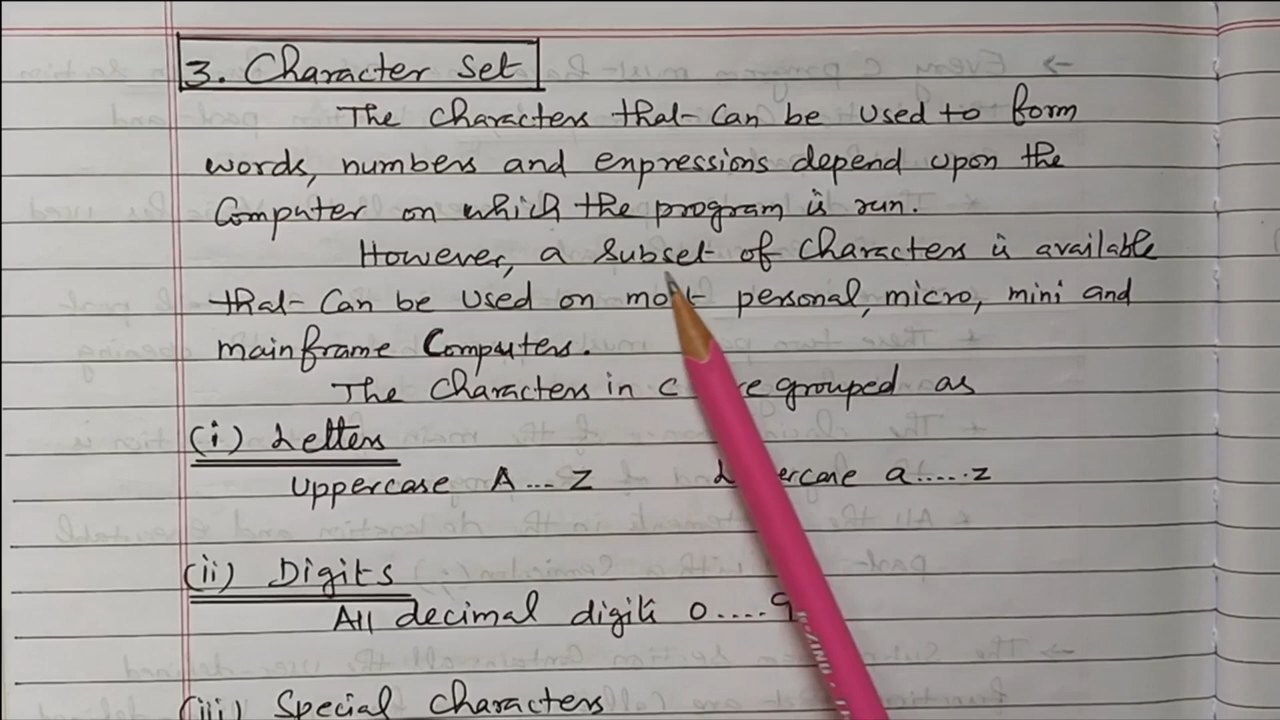 3. Character Set
The Characters that can be used to form
words, numbers and expressions depend upon the
Computer on which the program is run.
However, a subset of characters is available
that can be used on most personal, micro, mini and
mainframe Computers.
The Characters in C grouped as
(i) Letters
Uppercase A....Z Lowercase a.....z
(ii) Digits
All decimal digits 0....9
(iii) Special characters